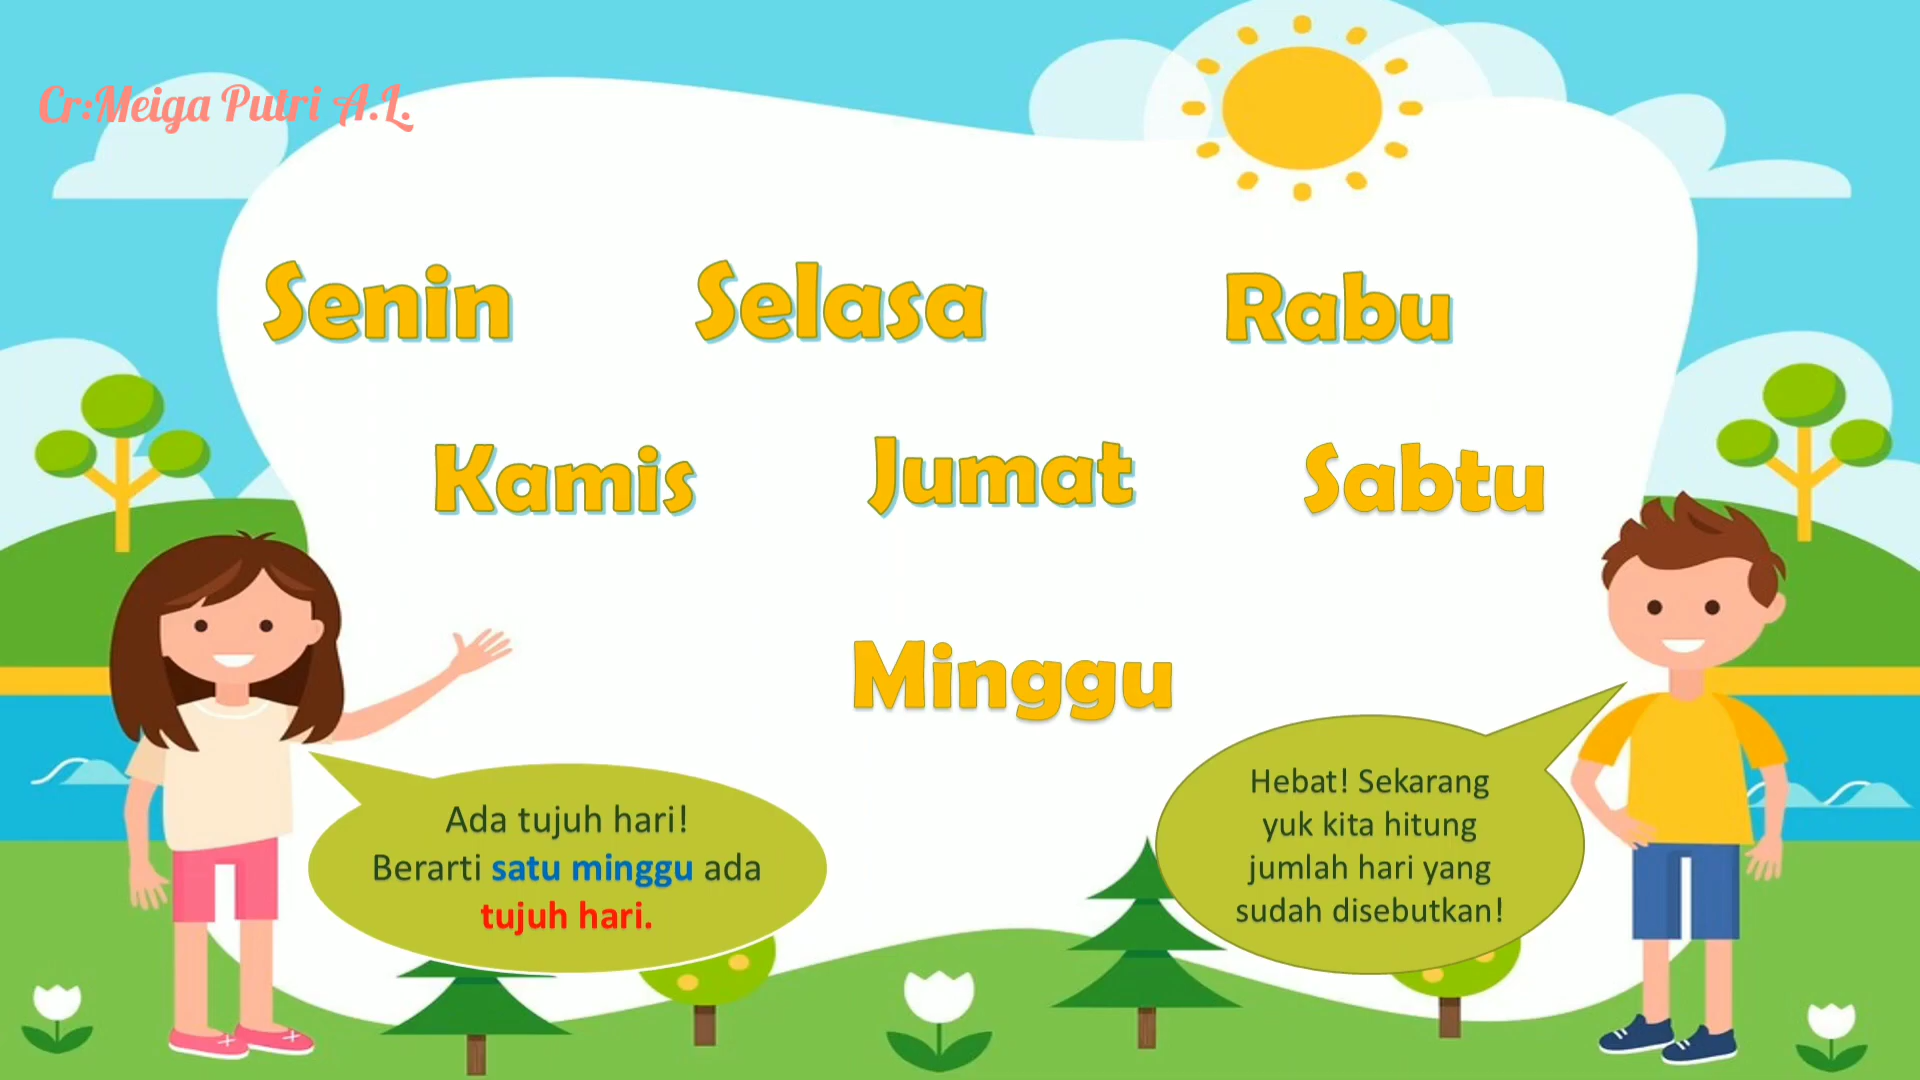 Cr:Meiga Putri A.L.
Senin Selasa Rabu
Kamis Jumat Sabtu
Minggu
Hebat! Sekarang
yuk kita hitung
jumlah hari yang
sudah disebutkan!
Ada tujuh hari!
Berarti satu minggu ada
tujuh hari.